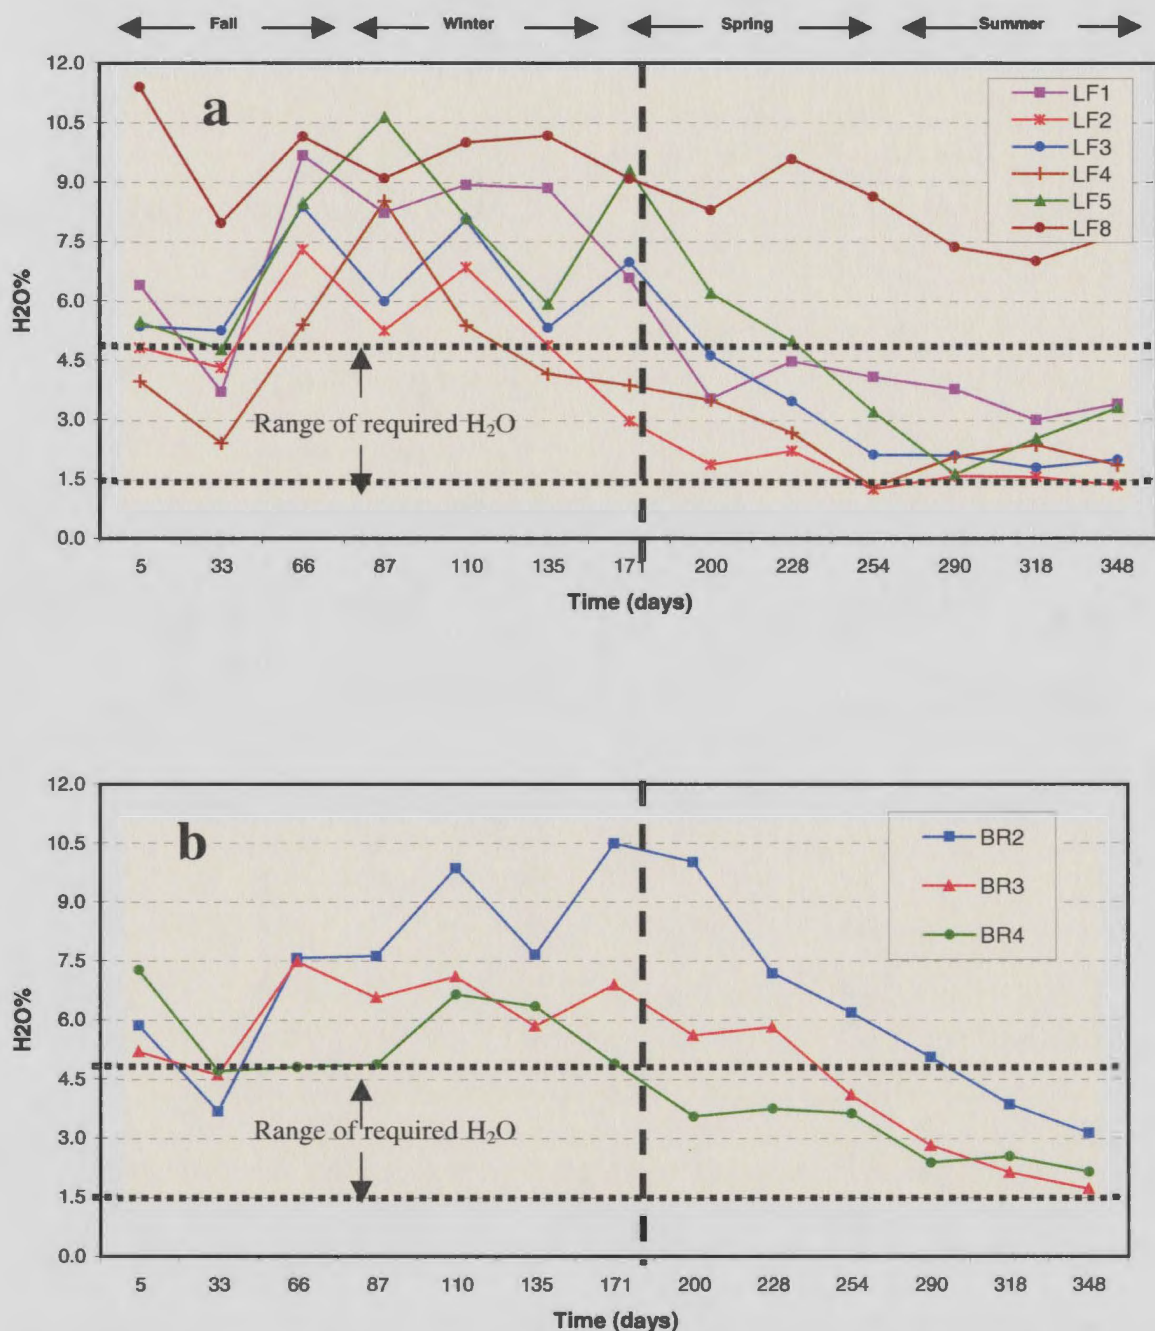 Fall Winter Spring Summer
12.0
a
LF1
LF2
LF3
LF4
LF5
LF8
10.5
9.0
7.5
6.0
4.5
3.0
1.5
0.0
H2O%
Range of required H₂O
5 33 66 87 110 135 171 200 228 254 290 318 348
Time (days)
12.0
b
BR2
BR3
BR4
10.5
9.0
7.5
6.0
4.5
3.0
1.5
0.0
H2O%
Range of required H₂O
5 33 66 87 110 135 171 200 228 254 290 318 348
Time (days)